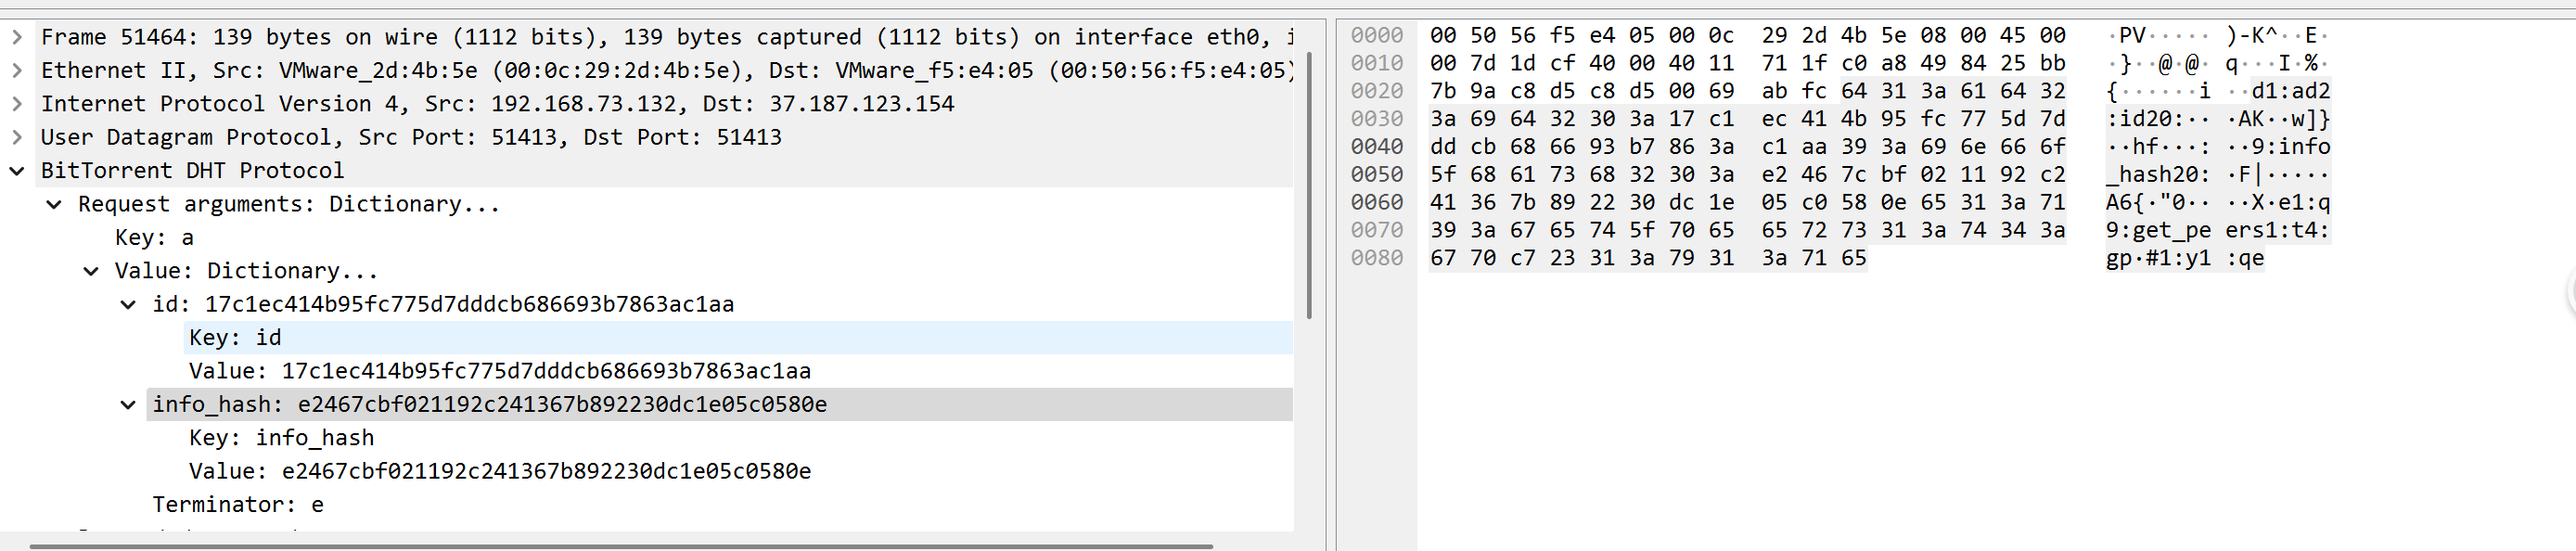 Frame 51464: 139 bytes on wire (1112 bits), 139 bytes captured (1112 bits) on interface eth0,
Ethernet II, Src: VMware_2d:4b:5e (00:0c:29:2d:4b:5e), Dst: VMware_f5:e4:05 (00:50:56:f5:e4:05)
Internet Protocol Version 4, Src: 192.168.73.132, Dst: 37.187.123.154
User Datagram Protocol, Src Port: 51413, Dst Port: 51413
BitTorrent DHT Protocol
Request arguments: Dictionary...
Key: a
Value: Dictionary...
id: 17c1ec414b95fc775d7dddcb686693b7863ac1aa
Key: id
Value: 17c1ec414b95fc775d7dddcb686693b7863ac1aa
info_hash: e2467cbf021192c241367b892230dc1e05c0580e
Key: info_hash
Value: e2467cbf021192c241367b892230dc1e05c0580e
Terminator: e
0000 00 50 56 f5 e4 05 00 0c 29 2d 4b 5e 08 00 45 00 ·PV····· )-K^··E·
0010 00 7d 1d cf 40 00 40 11 71 1f c0 a8 49 84 25 bb ·}··@·@· q···I·%·
0020 7b 9a c8 d5 c8 d5 00 69 ab fc 64 31 3a 61 64 32 {······i ··d1:ad2
0030 3a 69 64 32 30 3a 17 c1 ec 41 4b 95 fc 77 5d 7d :id20:·· ·AK··w]}
0040 dd cb 68 66 93 b7 86 3a c1 aa 39 3a 69 6e 66 6f ··hf···: ··9:info
0050 5f 68 61 73 68 32 30 3a e2 46 7c bf 02 11 92 c2 _hash20: ·F|·····
0060 41 36 7b 89 22 30 dc 1e 05 c0 58 0e 65 31 3a 71 A6{·"0·· ··X·e1:q
0070 39 3a 67 65 74 5f 70 65 65 72 73 31 3a 74 34 3a 9:get_pe ers1:t4:
0080 67 70 c7 23 31 3a 79 31 3a 71 65 gp·#1:y1 :qe